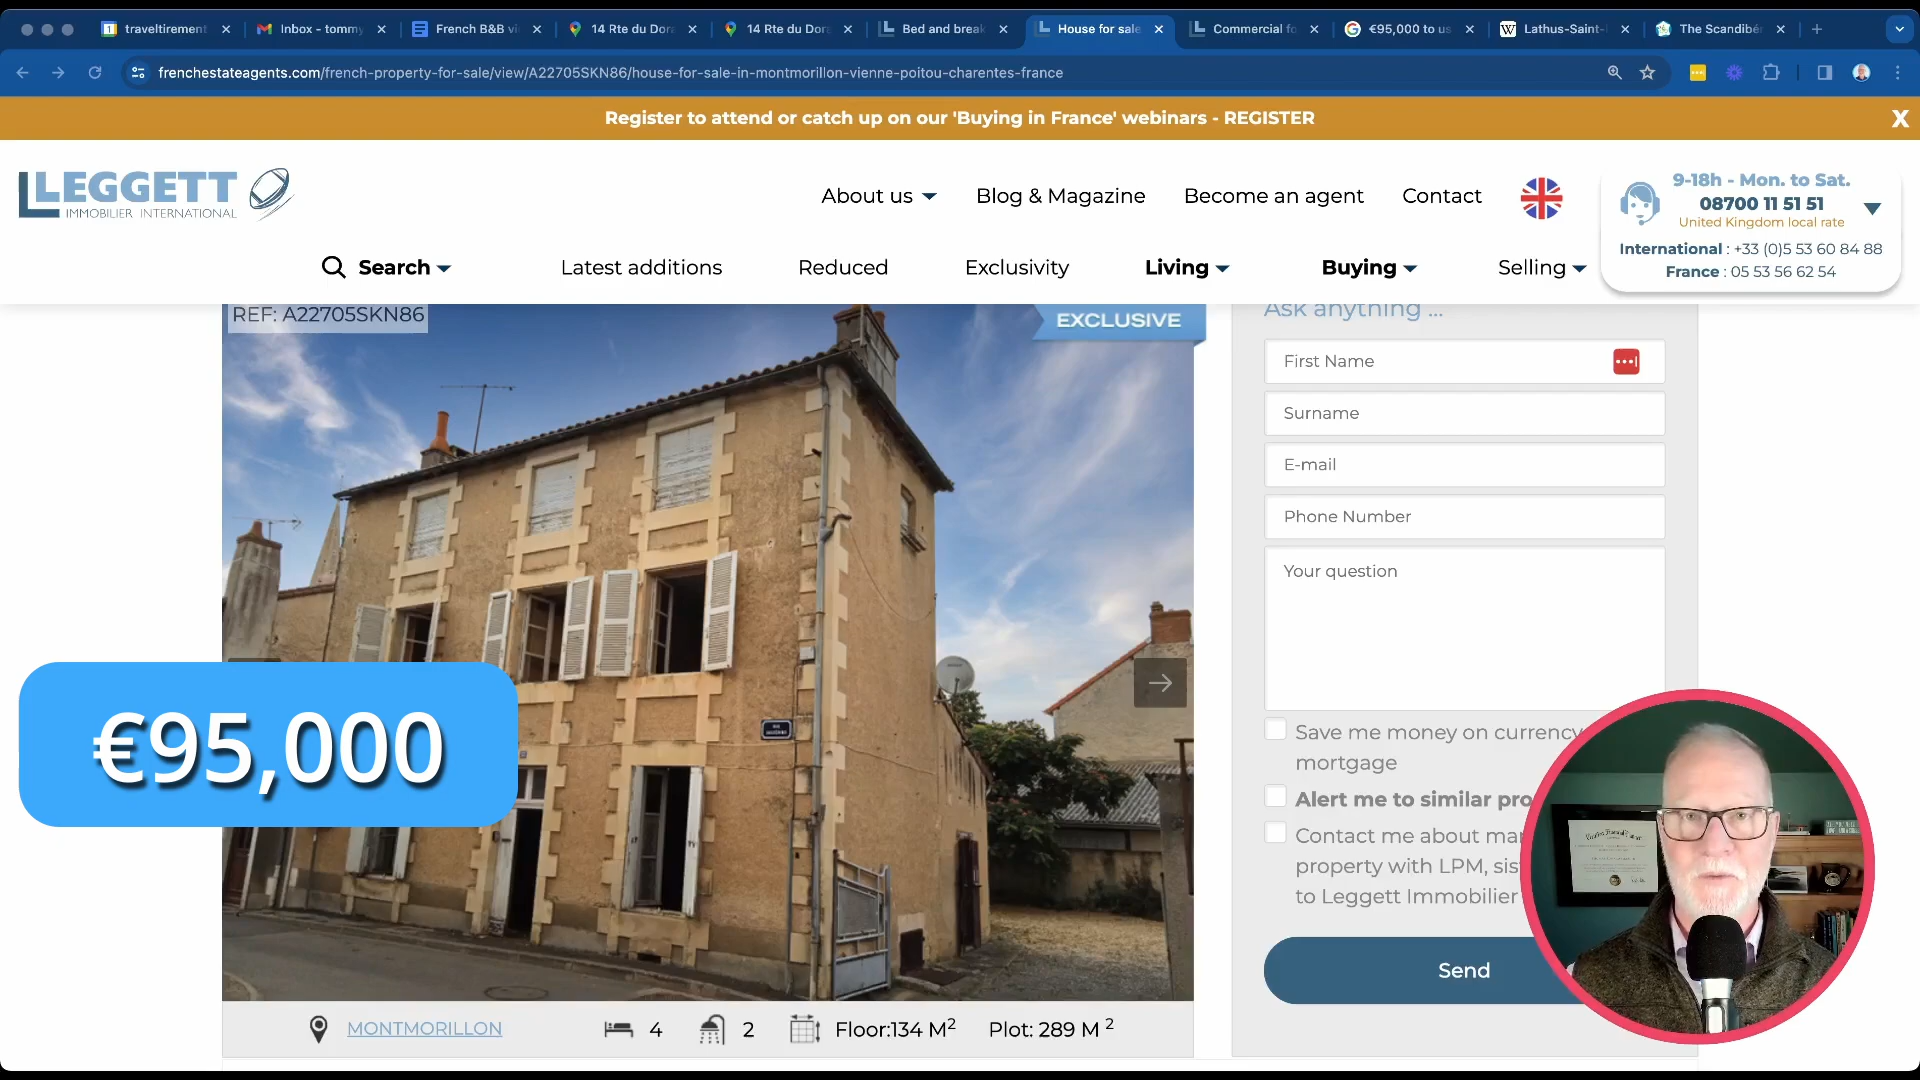 traveltirement
Inbox - tommy
French B&B vi
14 Rte du Dora
14 Rte du Dora
Bed and break
House for sale
Commercial fo
€95,000 to us
Lathus-Saint-
The Scandibér
frenchestateagents.com/french-property-for-sale/view/A22705SKN86/house-for-sale-in-montmorillon-vienne-poitou-charentes-france
Register to attend or catch up on our 'Buying in France' webinars - REGISTER
X
LEGGETT
IMMOBILIER INTERNATIONAL
About us
Blog & Magazine
Become an agent
Contact
9-18h - Mon. to Sat.
08700 11 51 51
United Kingdom local rate
International : +33 (0)5 53 60 84 88
France : 05 53 56 62 54
Search
Latest additions
Reduced
Exclusivity
Living
Buying
Selling
REF: A22705SKN86
EXCLUSIVE
Ask anything ...
First Name
Surname
E-mail
Phone Number
Your question
€95,000
Save me money on currency
mortgage
Alert me to similar pro
Contact me about mar
property with LPM, sis
to Leggett Immobilier
Send
MONTMORILLON
4
2
Floor:134 M2
Plot: 289 M 2